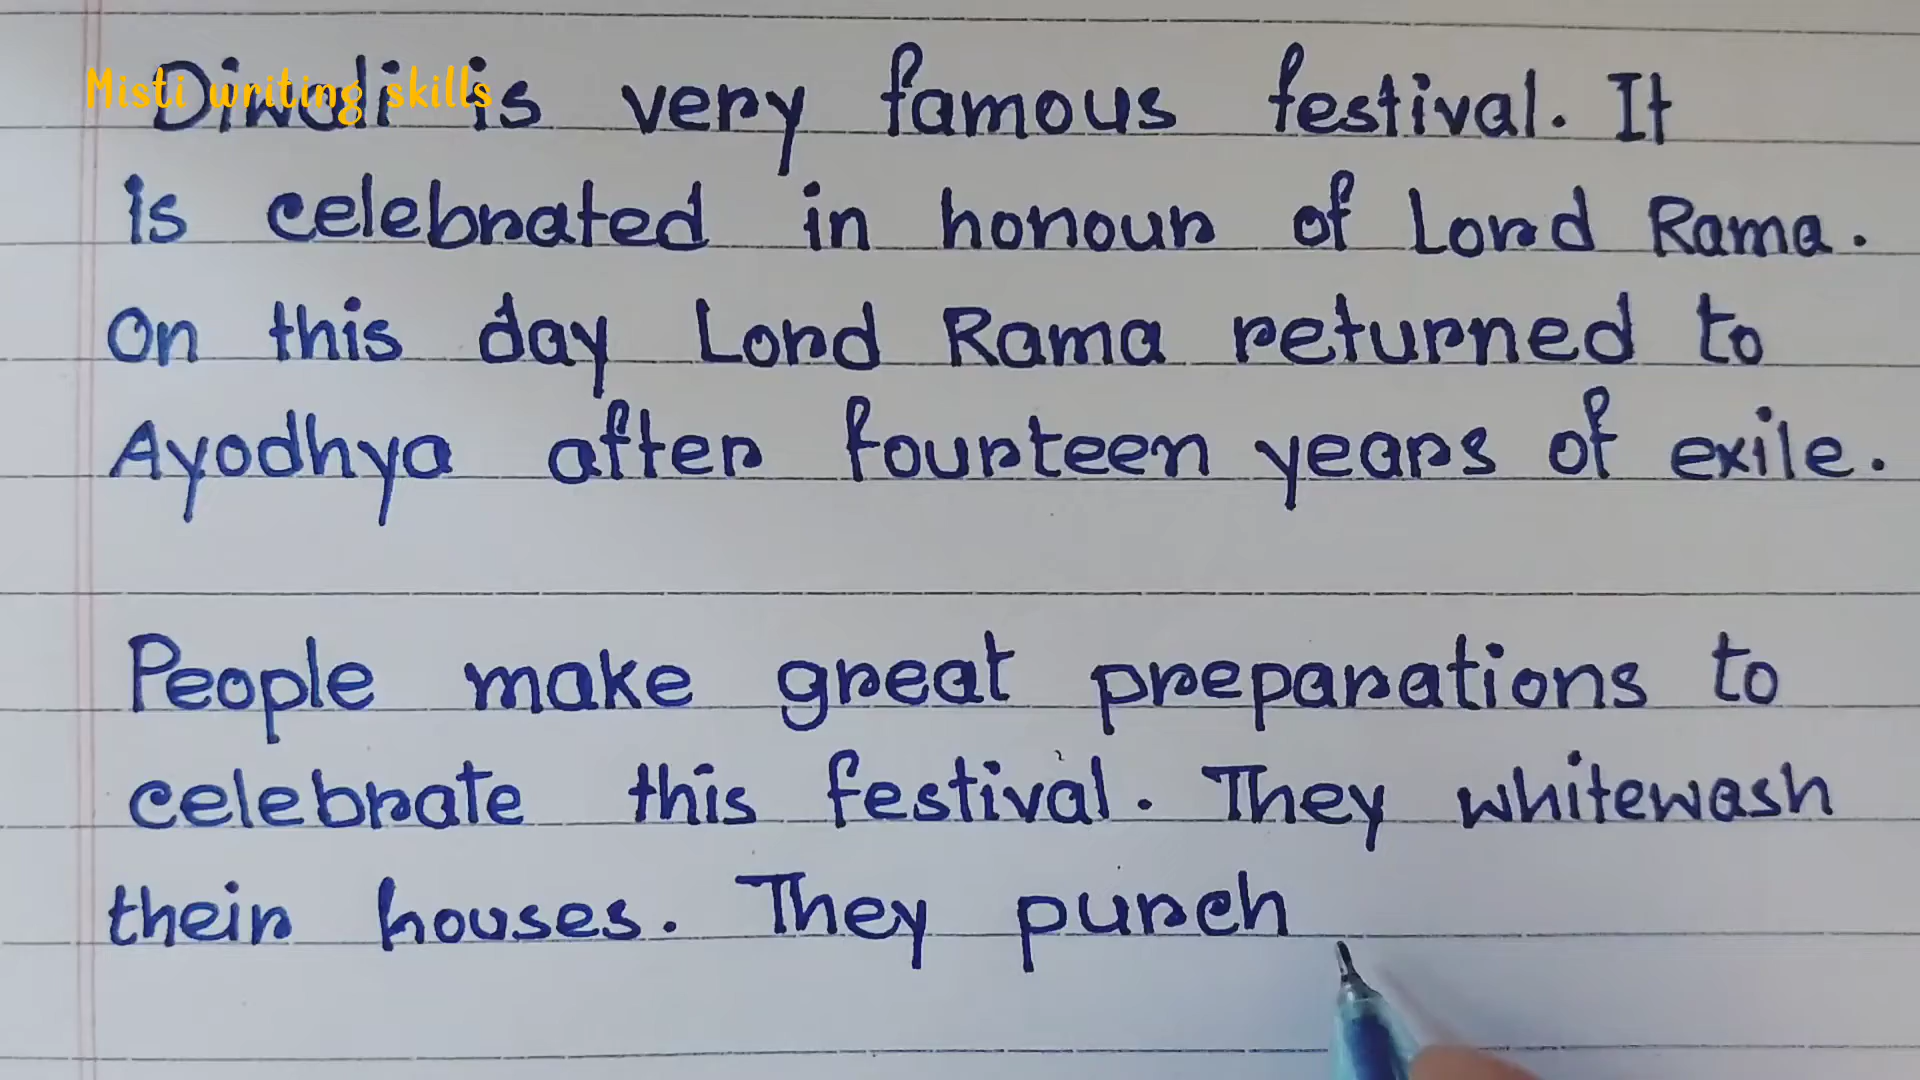 Misti writing skills
Diwali is very famous festival. It
is celebrated in honour of Lord Rama.
On this day Lord Rama returned to
Ayodhya after fourteen years of exile.
People make great preparations to
celebrate this festival. They whitewash
their houses. They purch